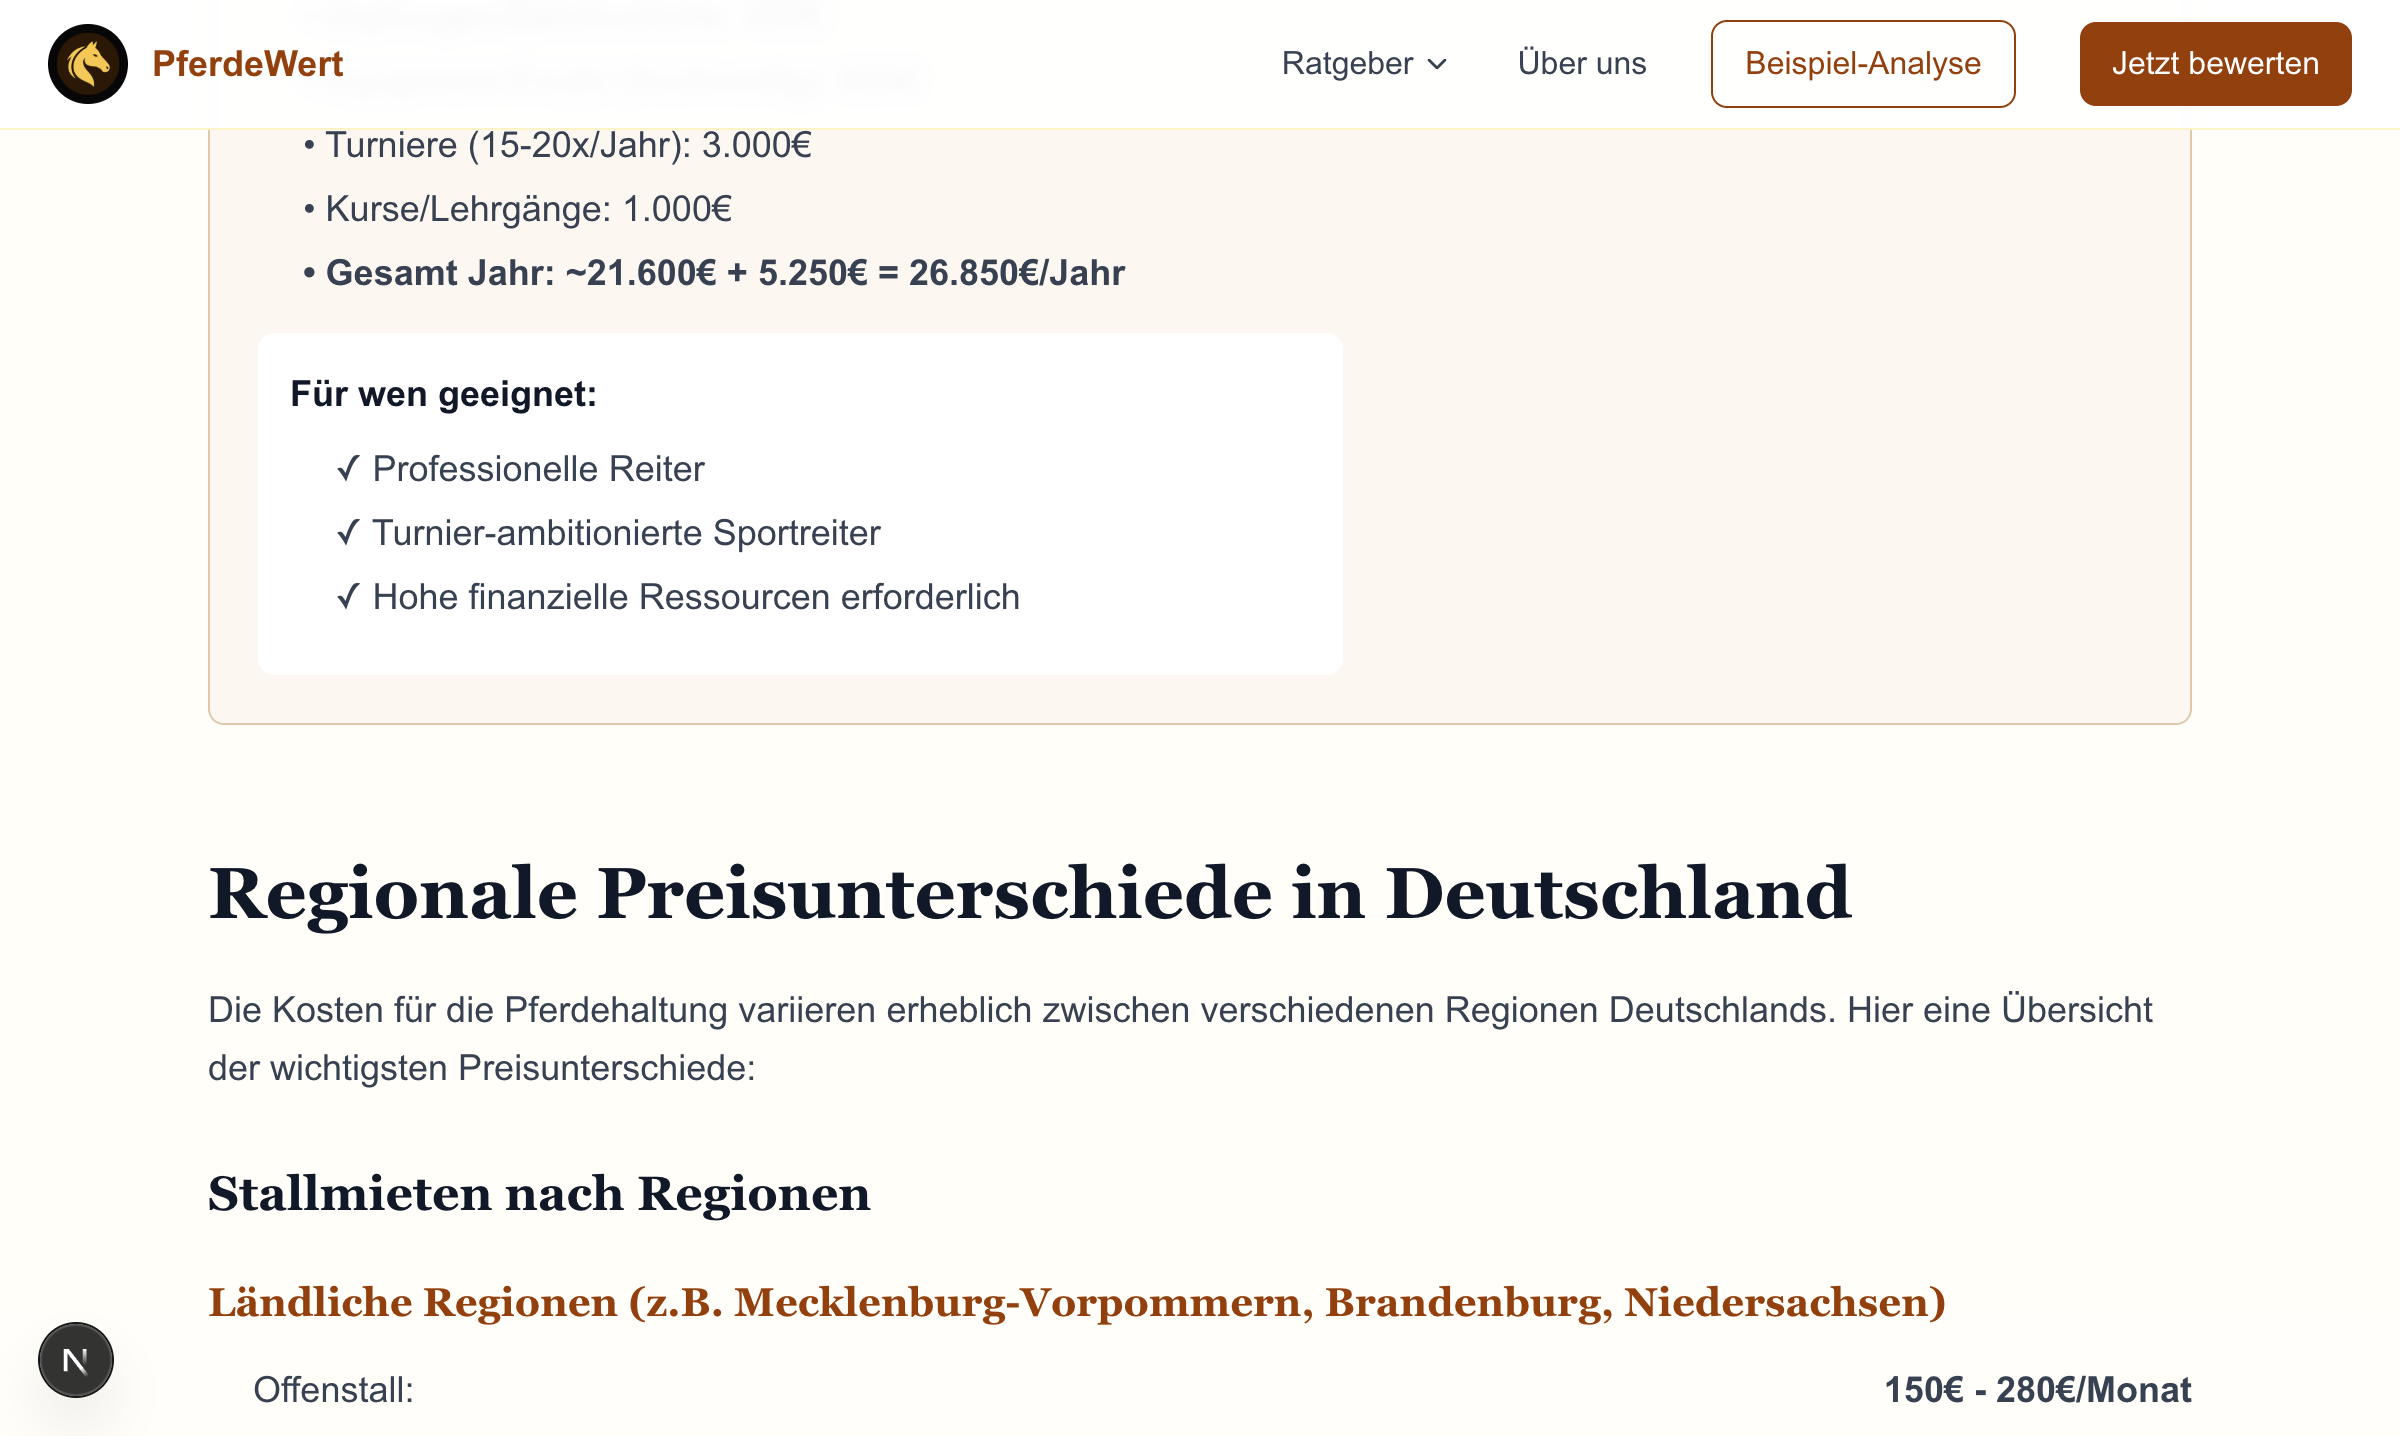 PferdeWert
Ratgeber
Über uns
Beispiel-Analyse
Jetzt bewerten
• Turniere (15-20x/Jahr): 3.000€
• Kurse/Lehrgänge: 1.000€
• Gesamt Jahr: ~21.600€ + 5.250€ = 26.850€/Jahr
Für wen geeignet:
✓ Professionelle Reiter
✓ Turnier-ambitionierte Sportreiter
✓ Hohe finanzielle Ressourcen erforderlich
Regionale Preisunterschiede in Deutschland
Die Kosten für die Pferdehaltung variieren erheblich zwischen verschiedenen Regionen Deutschlands. Hier eine Übersicht
der wichtigsten Preisunterschiede:
Stallmieten nach Regionen
Ländliche Regionen (z.B. Mecklenburg-Vorpommern, Brandenburg, Niedersachsen)
Offenstall: 150€ - 280€/Monat
N